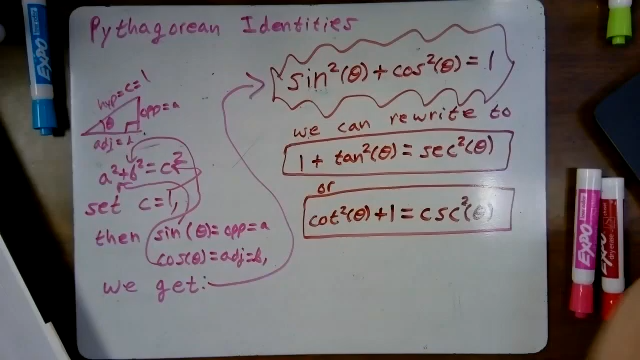 Pythagorean Identities
hyp=c=1
opp=a
θ
adj=b
a²+b²=c²
set c=1,
then sin(θ)=opp=a
cos(θ)=adj=b,
we get:
sin²(θ)+cos²(θ)=1
we can rewrite to
1+tan²(θ)=sec²(θ)
or
cot²(θ)+1=csc²(θ)
EXPO
EXPO
EXPO